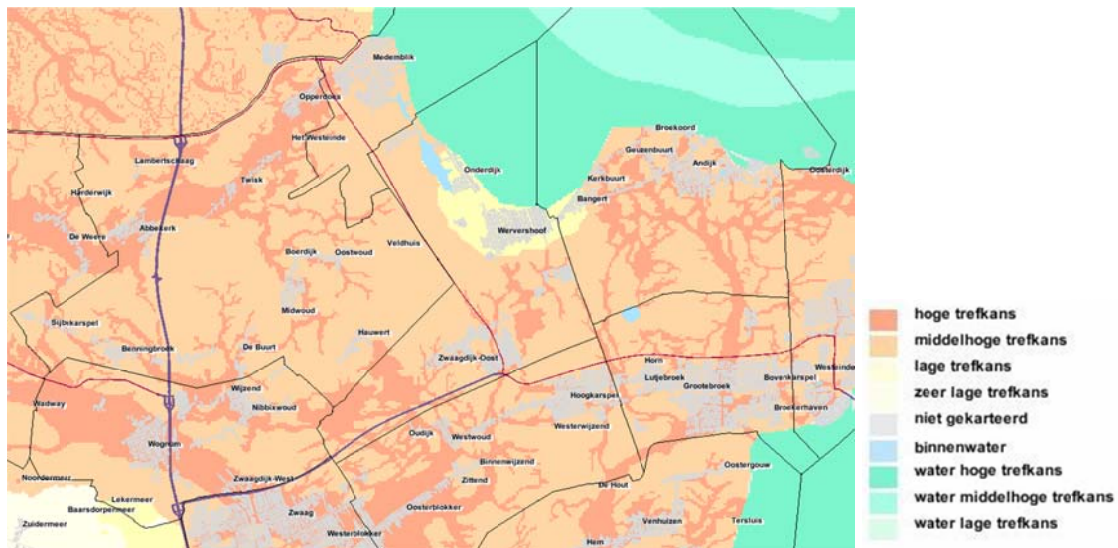 Medemblik
Opperdoes
Broekoord
Het Westeinde
Geuzenbuurt
Lambertschaag
Andijk
Onderdijk
Oosterdijk
Twisk
Kerkbuurt
Harderwijk
Bangert
Abbekerk
Wervershoof
De Weere
Veldhuis
Boerdijk
Oostwoud
Midwoud
Sijbekarspel
Hauwert
Benningbroek
De Buurt
Zwaagdijk-Oost
Horn
Westeinde
Wijzend
Lutjebroek
Bovenkarspel
Grootebroek
Wadway
Nibbixwoud
Hoogkarspel
Broekerhaven
Westerwijzend
Oudijk
Westwoud
Wognum
Binnenwijzend
Oostergouw
Noordermeer
Zwaagdijk-West
Zittend
De Hout
Lekermeer
Baarsdorpermeer
Oosterblokker
Zwaag
Zuidermeer
Venhuizen
Tersluis
Westerblokker
Hem
hoge trefkans
middelhoge trefkans
lage trefkans
zeer lage trefkans
niet gekarteerd
binnenwater
water hoge trefkans
water middelhoge trefkans
water lage trefkans